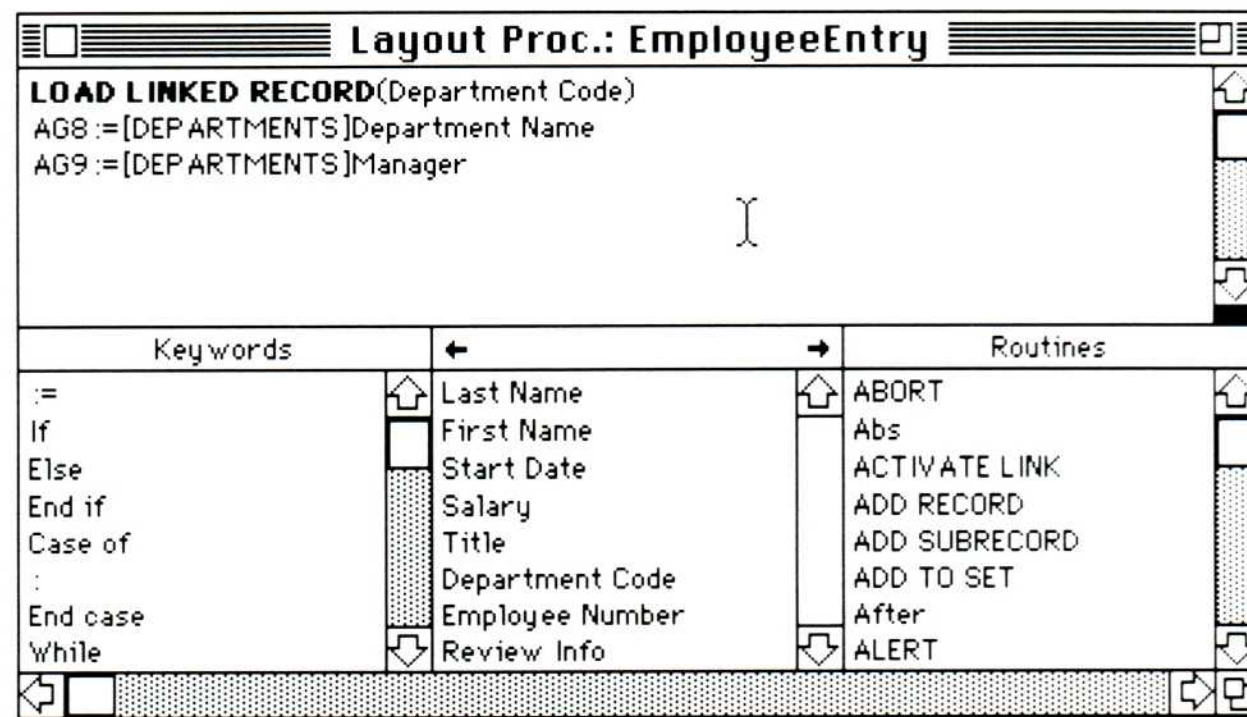 Layout Proc.: EmployeeEntry
LOAD LINKED RECORD(Department Code)
AG8 :=[DEPARTMENTS]Department Name
AG9 :=[DEPARTMENTS]Manager
Keywords
← →
Routines
:=
If
Else
End if
Case of
:
End case
While
Last Name
First Name
Start Date
Salary
Title
Department Code
Employee Number
Review Info
ABORT
Abs
ACTIVATE LINK
ADD RECORD
ADD SUBRECORD
ADD TO SET
After
ALERT